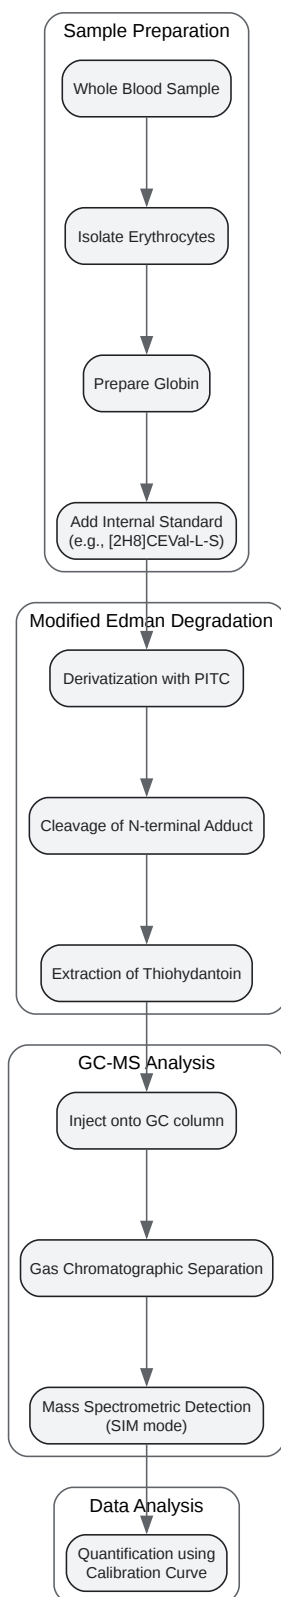 Sample Preparation
Whole Blood Sample
Isolate Erythrocytes
Prepare Globin
Add Internal Standard
(e.g., [2H8]CEVal-L-S)
Modified Edman Degradation
Derivatization with PITC
Cleavage of N-terminal Adduct
Extraction of Thiohydantoin
GC-MS Analysis
Inject onto GC column
Gas Chromatographic Separation
Mass Spectrometric Detection
(SIM mode)
Data Analysis
Quantification using
Calibration Curve